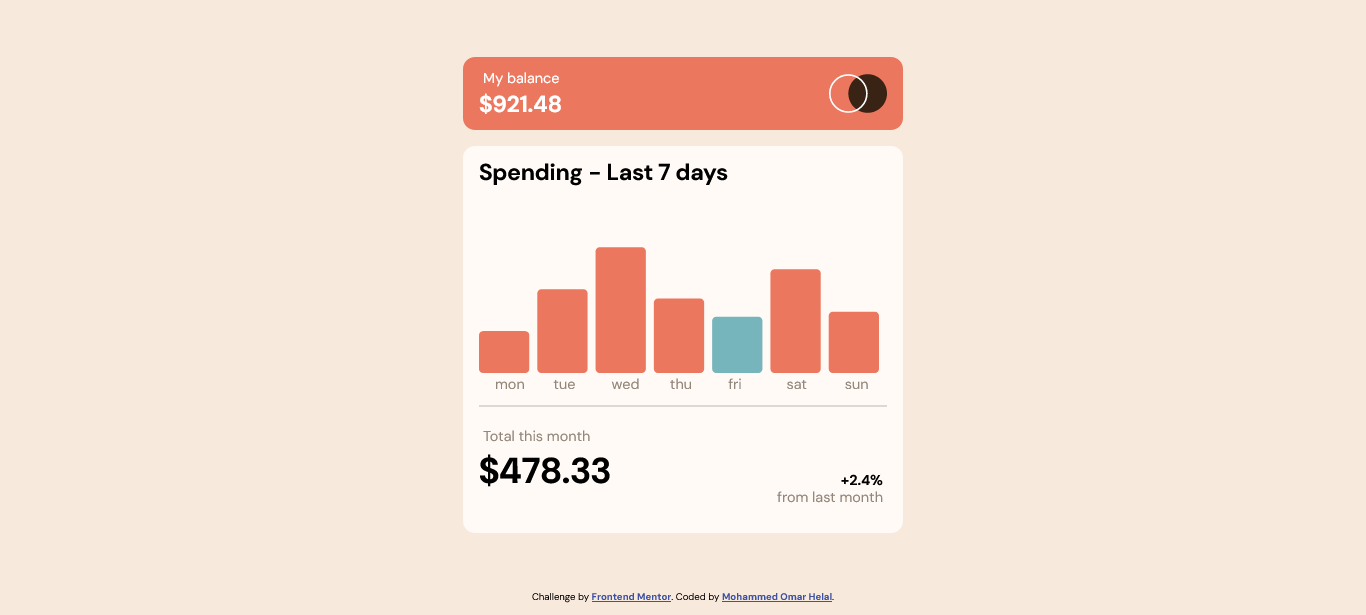 My balance
$921.48
Spending - Last 7 days
mon tue wed thu fri sat sun
Total this month
$478.33
+2.4%
from last month
Challenge by Frontend Mentor. Coded by Mohammed Omar Helal.